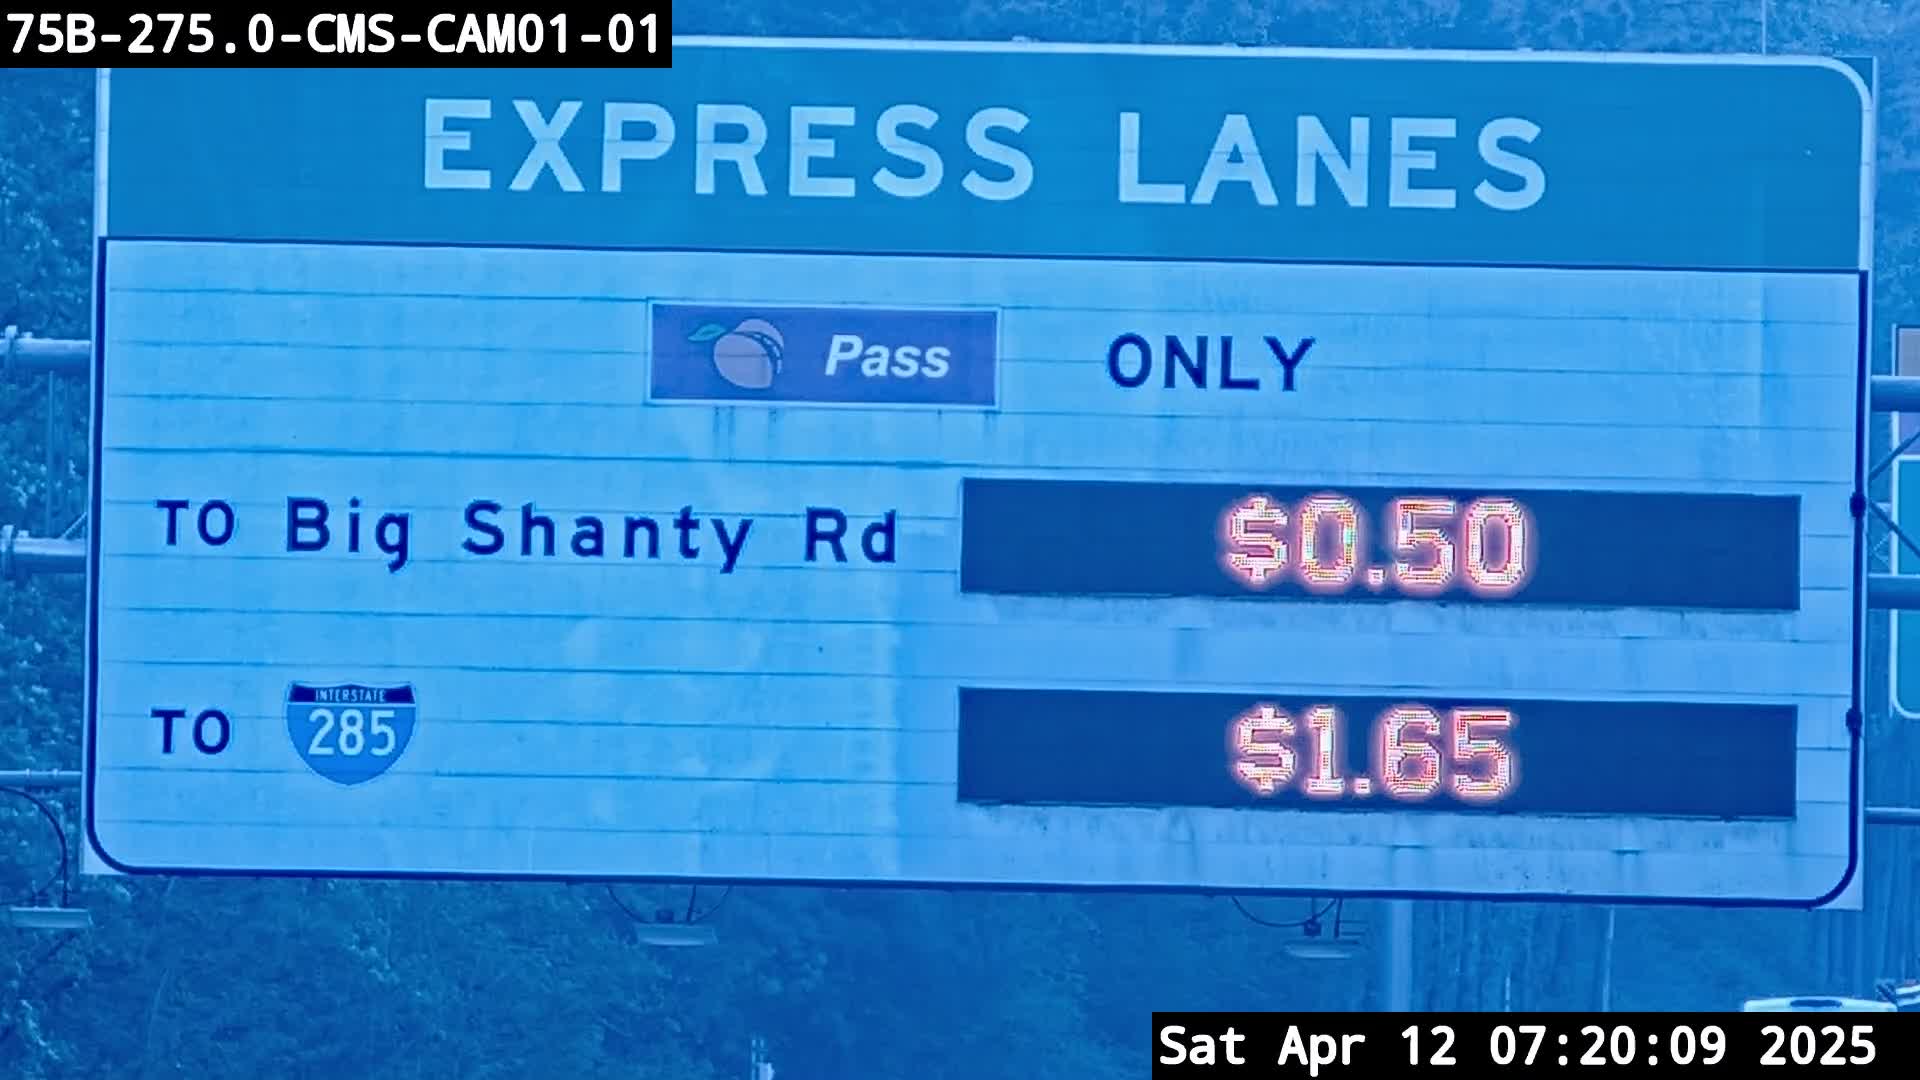 75B-275.0-CMS-CAM01-01
EXPRESS LANES
Pass ONLY
TO Big Shanty Rd $0.50
TO INTERSTATE 285 $1.65
Sat Apr 12 07:20:09 2025